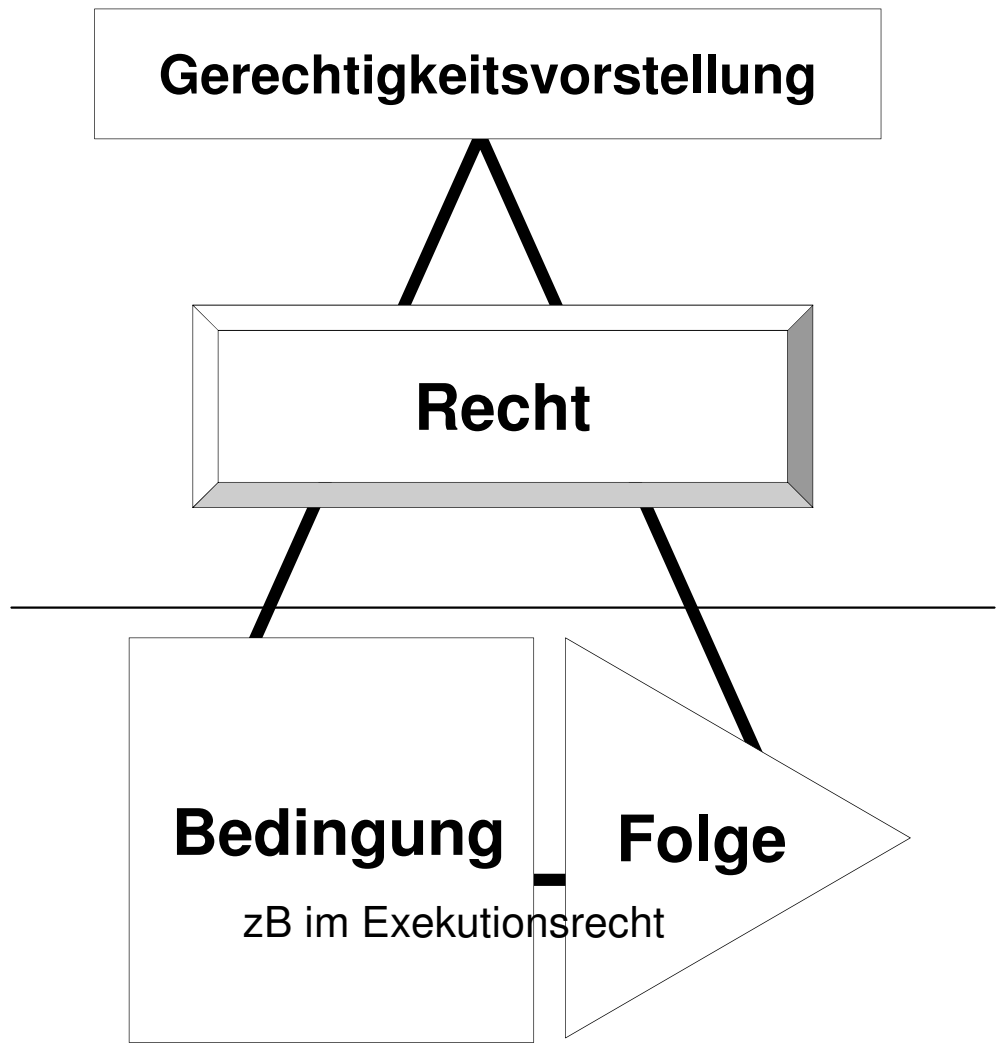 Gerechtigkeitsvorstellung
Recht
Bedingung
Folge
zB im Exekutionsrecht